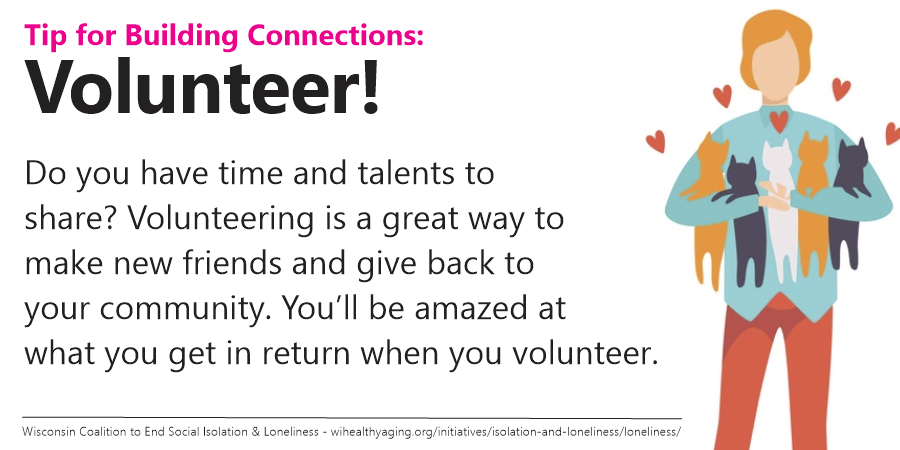 Tip for Building Connections:
Volunteer!
Do you have time and talents to
share? Volunteering is a great way to
make new friends and give back to
your community. You’ll be amazed at
what you get in return when you volunteer.
Wisconsin Coalition to End Social Isolation & Loneliness - wihealthyaging.org/initiatives/isolation-and-loneliness/loneliness/